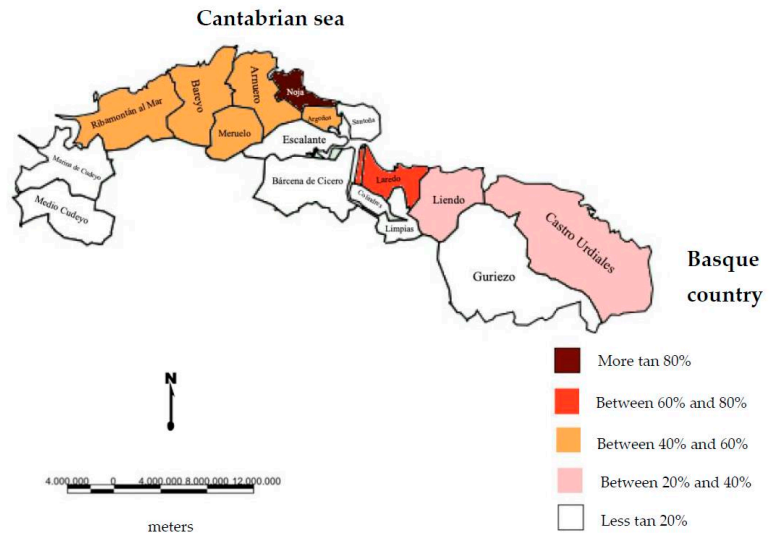 Cantabrian sea
Noja
Arnuero
Bareyo
Ribamontán al Mar
Argoños
Santoña
Meruelo
Escalante
Marina de Cudeyo
Laredo
Bárcena de Cicero
Colindres
Liendo
Medio Cudeyo
Limpias
Castro Urdiales
Guriezo
Basque
country
More tan 80%
N
Between 60% and 80%
Between 40% and 60%
4.000.000 0 4.000.000 8.000.000 12.000.000
Between 20% and 40%
meters
Less tan 20%